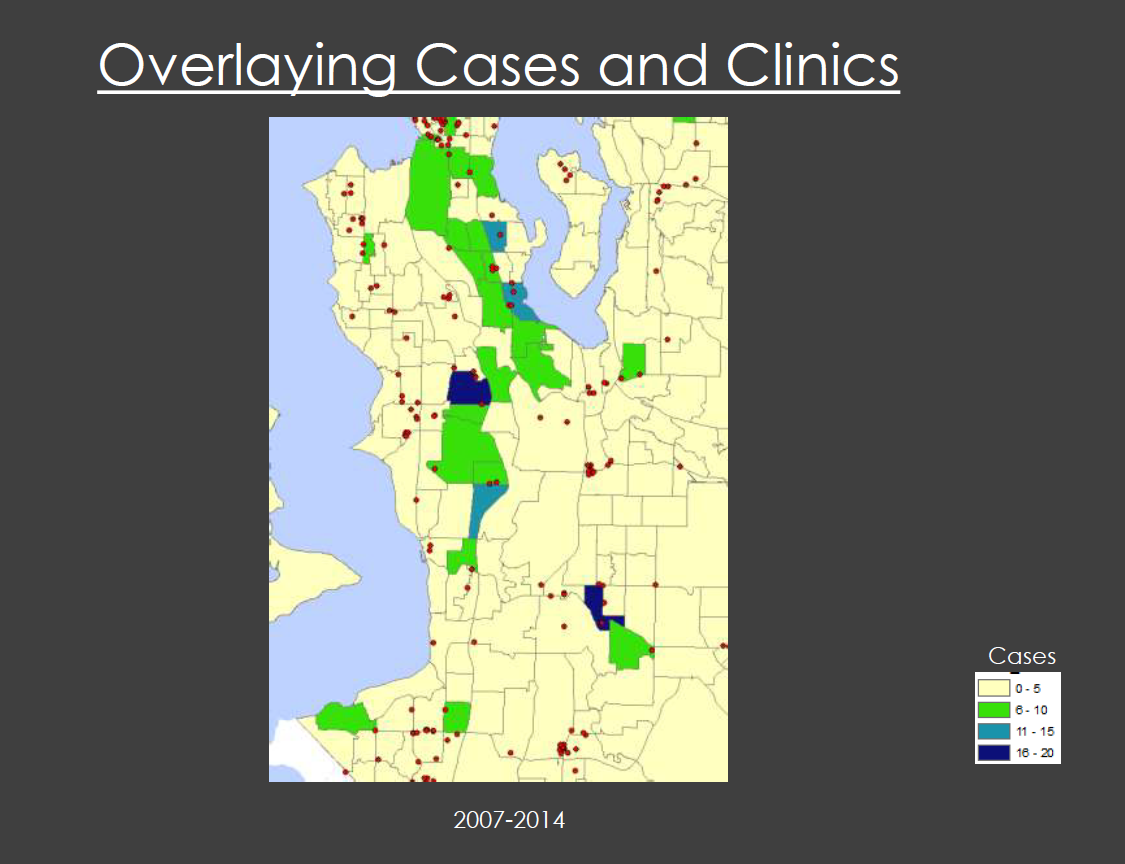 Overlaying Cases and Clinics
Cases
0 - 5
6 - 10
11 - 15
16 - 20
2007-2014